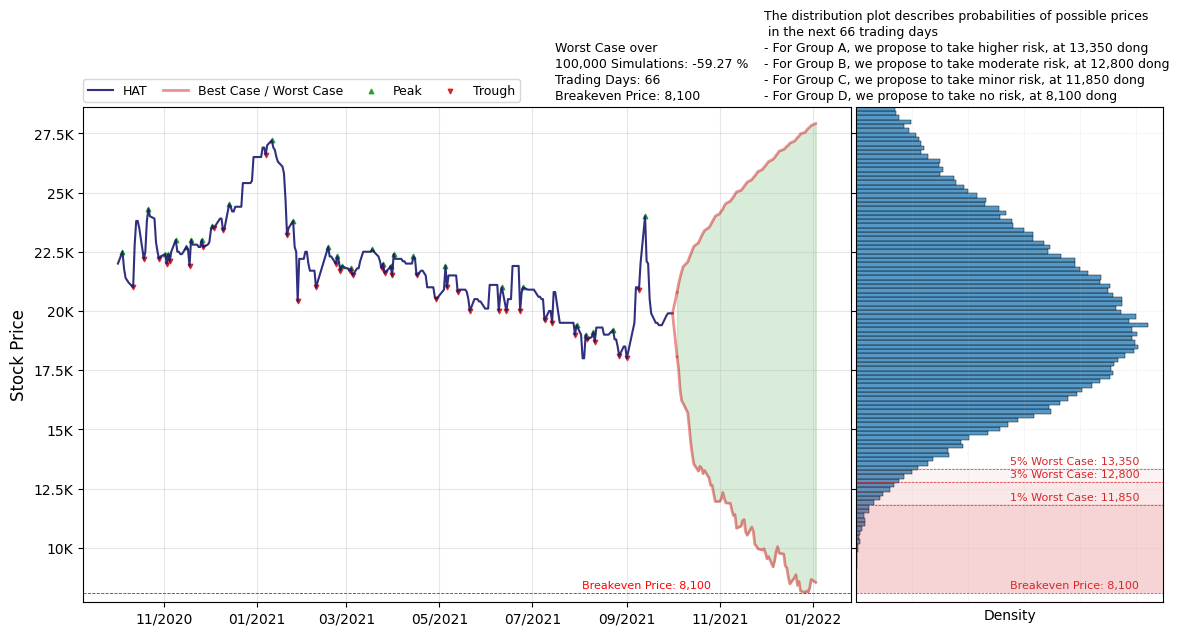 The distribution plot describes probabilities of possible prices
in the next 66 trading days
- For Group A, we propose to take higher risk, at 13,350 dong
- For Group B, we propose to take moderate risk, at 12,800 dong
- For Group C, we propose to take minor risk, at 11,850 dong
- For Group D, we propose to take no risk, at 8,100 dong
Worst Case over
100,000 Simulations: -59.27 %
Trading Days: 66
Breakeven Price: 8,100
HAT
Best Case / Worst Case
Peak
Trough
Stock Price
27.5K
25K
22.5K
20K
17.5K
15K
12.5K
10K
Breakeven Price: 8,100
11/2020
01/2021
03/2021
05/2021
07/2021
09/2021
11/2021
01/2022
5% Worst Case: 13,350
3% Worst Case: 12,800
1% Worst Case: 11,850
Breakeven Price: 8,100
Density